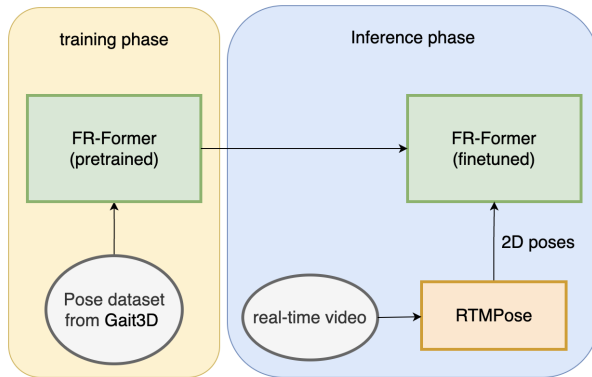 training phase
Inference phase
FR-Former
(pretrained)
FR-Former
(finetuned)
2D poses
Pose dataset
from Gait3D
real-time video
RTMPose